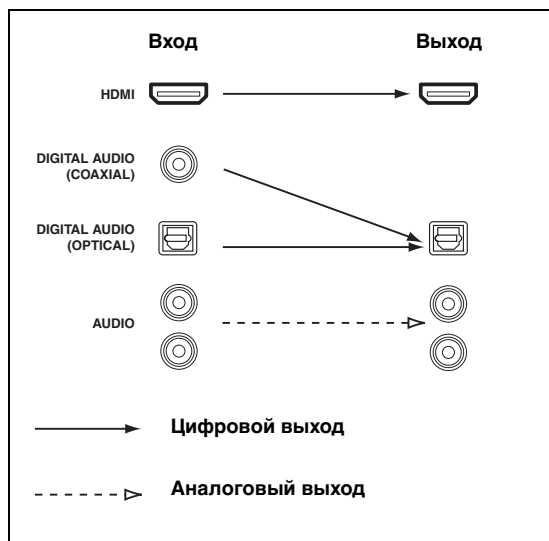 Вход
Выход
HDMI
DIGITAL AUDIO
(COAXIAL)
DIGITAL AUDIO
(OPTICAL)
AUDIO
Цифровой выход
Аналоговый выход